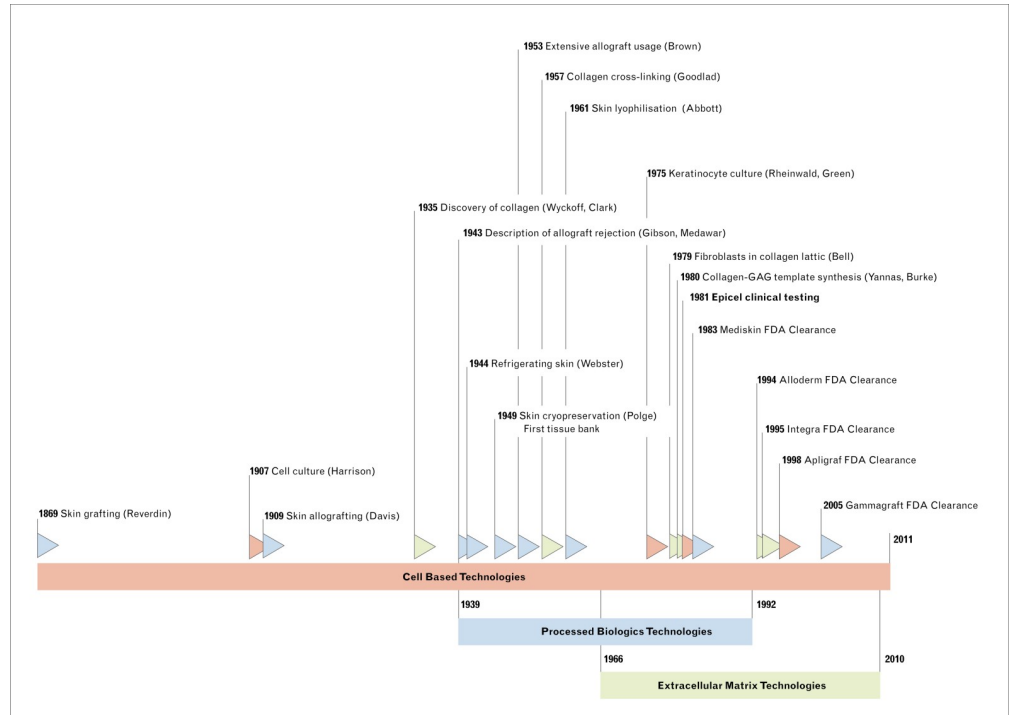 1953 Extensive allograft usage (Brown)
1957 Collagen cross-linking (Goodlad)
1961 Skin lyophilisation (Abbott)
1975 Keratinocyte culture (Rheinwald, Green)
1935 Discovery of collagen (Wyckoff, Clark)
1943 Description of allograft rejection (Gibson, Medawar)
1979 Fibroblasts in collagen lattic (Bell)
1980 Collagen-GAG template synthesis (Yannas, Burke)
1981 Epicel clinical testing
1983 Mediskin FDA Clearance
1944 Refrigerating skin (Webster)
1994 Alloderm FDA Clearance
1949 Skin cryopreservation (Polge)
First tissue bank
1995 Integra FDA Clearance
1998 Apligraf FDA Clearance
1907 Cell culture (Harrison)
2005 Gammagraft FDA Clearance
1869 Skin grafting (Reverdin)
1909 Skin allografting (Davis)
2011
Cell Based Technologies
1939
1992
Processed Biologics Technologies
1966
2010
Extracellular Matrix Technologies